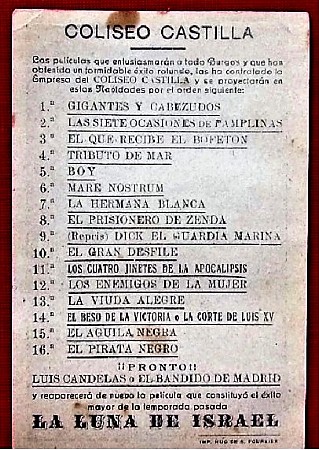 COLISEO CASTILLA
Las películas que entusiasmarán a todo Burgos y que han
obtenido un formidable éxito rotundo, las ha contratado la
Empresa del COLISEO CASTILLA y se proyectarán en
estas Navidades por el orden siguiente:
1.ª GIGANTES Y CABEZUDOS
2.ª LAS SIETE OCASIONES DE PAMPLINAS
3.ª EL QUE RECIBE EL BOFETON
4.ª TRIBUTO DE MAR
5.ª BOY
6.ª MARE NOSTRUM
7.ª LA HERMANA BLANCA
8.ª EL PRISIONERO DE ZENDA
9.ª (Repris) DICK EL GUARDIA MARINA
10.ª EL GRAN DESFILE
11.ª LOS CUATRO JINETES DE LA APOCALIPSIS
12.ª LOS ENEMIGOS DE LA MUJER
13.ª LA VIUDA ALEGRE
14.ª EL BESO DE LA VICTORIA o LA CORTE DE LUIS XV
15.ª EL AGUILA NEGRA
16.ª EL PIRATA NEGRO
¡¡PRONTO!!
LUIS CANDELAS o EL BANDIDO DE MADRID
y reaparecerá de nuevo la película que constituyó el éxito
mayor de la temporada pasada
LA LUNA DE ISRAEL
IMP. HIJO DE E. FOURNIER